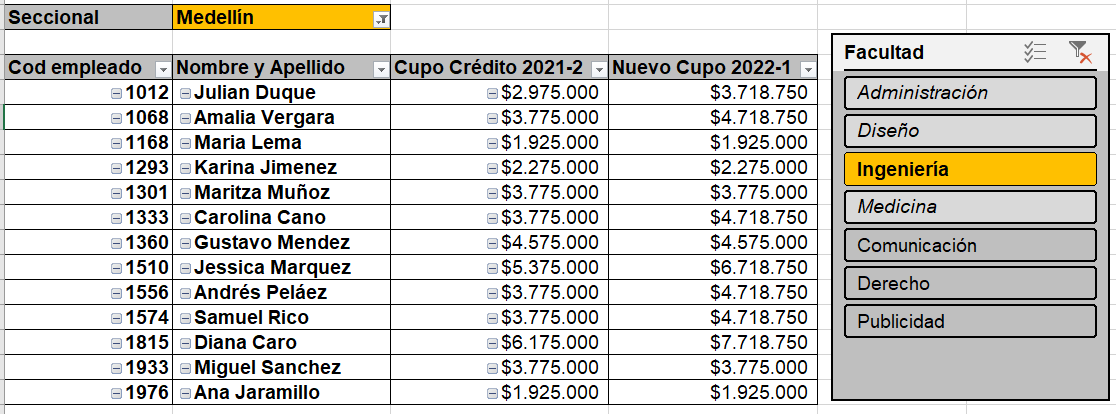 Seccional Medellín
Cod empleado Nombre y Apellido Cupo Crédito 2021-2 Nuevo Cupo 2022-1
1012 Julian Duque $2.975.000 $3.718.750
1068 Amalia Vergara $3.775.000 $4.718.750
1168 Maria Lema $1.925.000 $1.925.000
1293 Karina Jimenez $2.275.000 $2.275.000
1301 Maritza Muñoz $3.775.000 $3.775.000
1333 Carolina Cano $3.775.000 $4.718.750
1360 Gustavo Mendez $4.575.000 $4.575.000
1510 Jessica Marquez $5.375.000 $6.718.750
1556 Andrés Peláez $3.775.000 $4.718.750
1574 Samuel Rico $3.775.000 $4.718.750
1815 Diana Caro $6.175.000 $7.718.750
1933 Miguel Sanchez $3.775.000 $3.775.000
1976 Ana Jaramillo $1.925.000 $1.925.000
Facultad
Administración
Diseño
Ingeniería
Medicina
Comunicación
Derecho
Publicidad